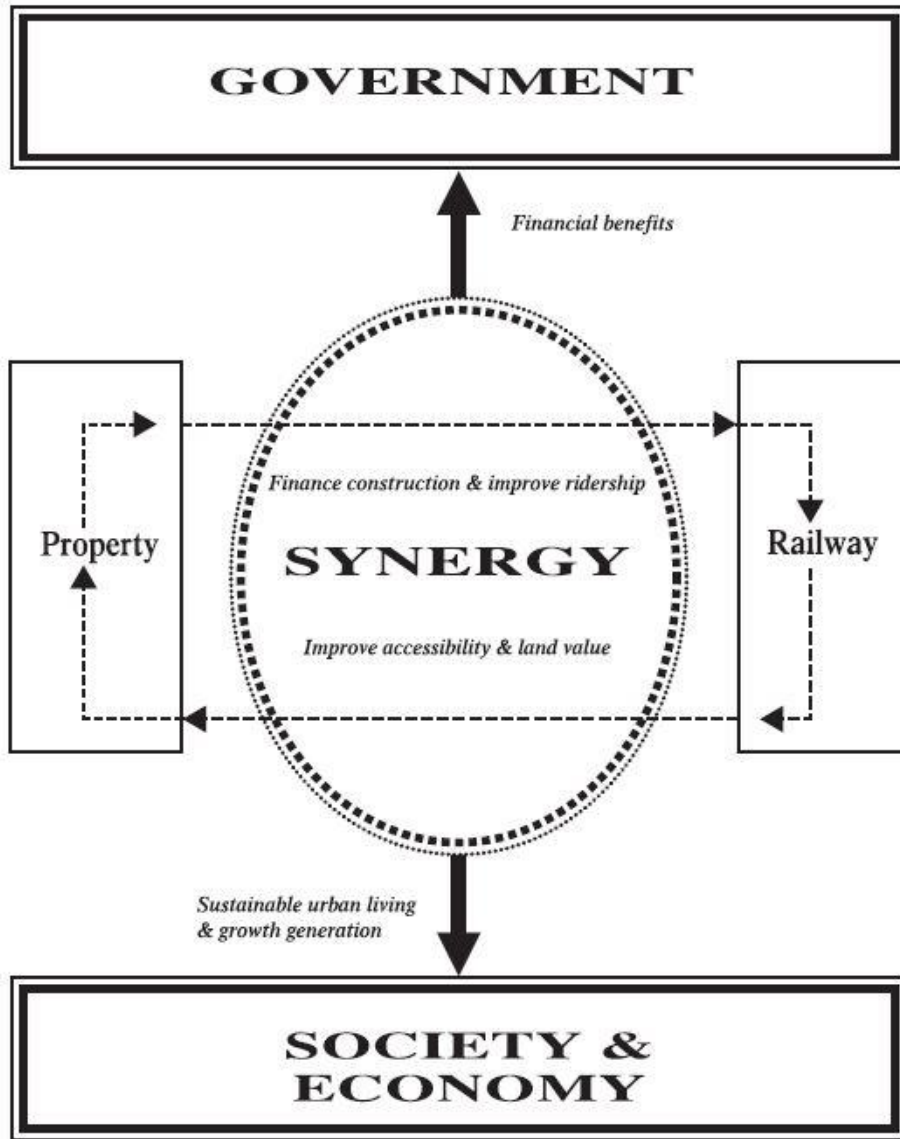 GOVERNMENT
Financial benefits
Finance construction & improve ridership
Property
SYNERGY
Railway
Improve accessibility & land value
Sustainable urban living
& growth generation
SOCIETY &
ECONOMY